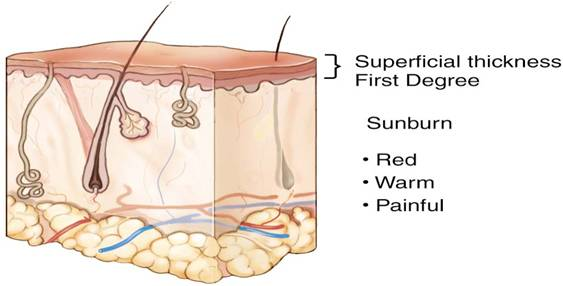 Superficial thickness
First Degree
Sunburn
• Red
• Warm
• Painful